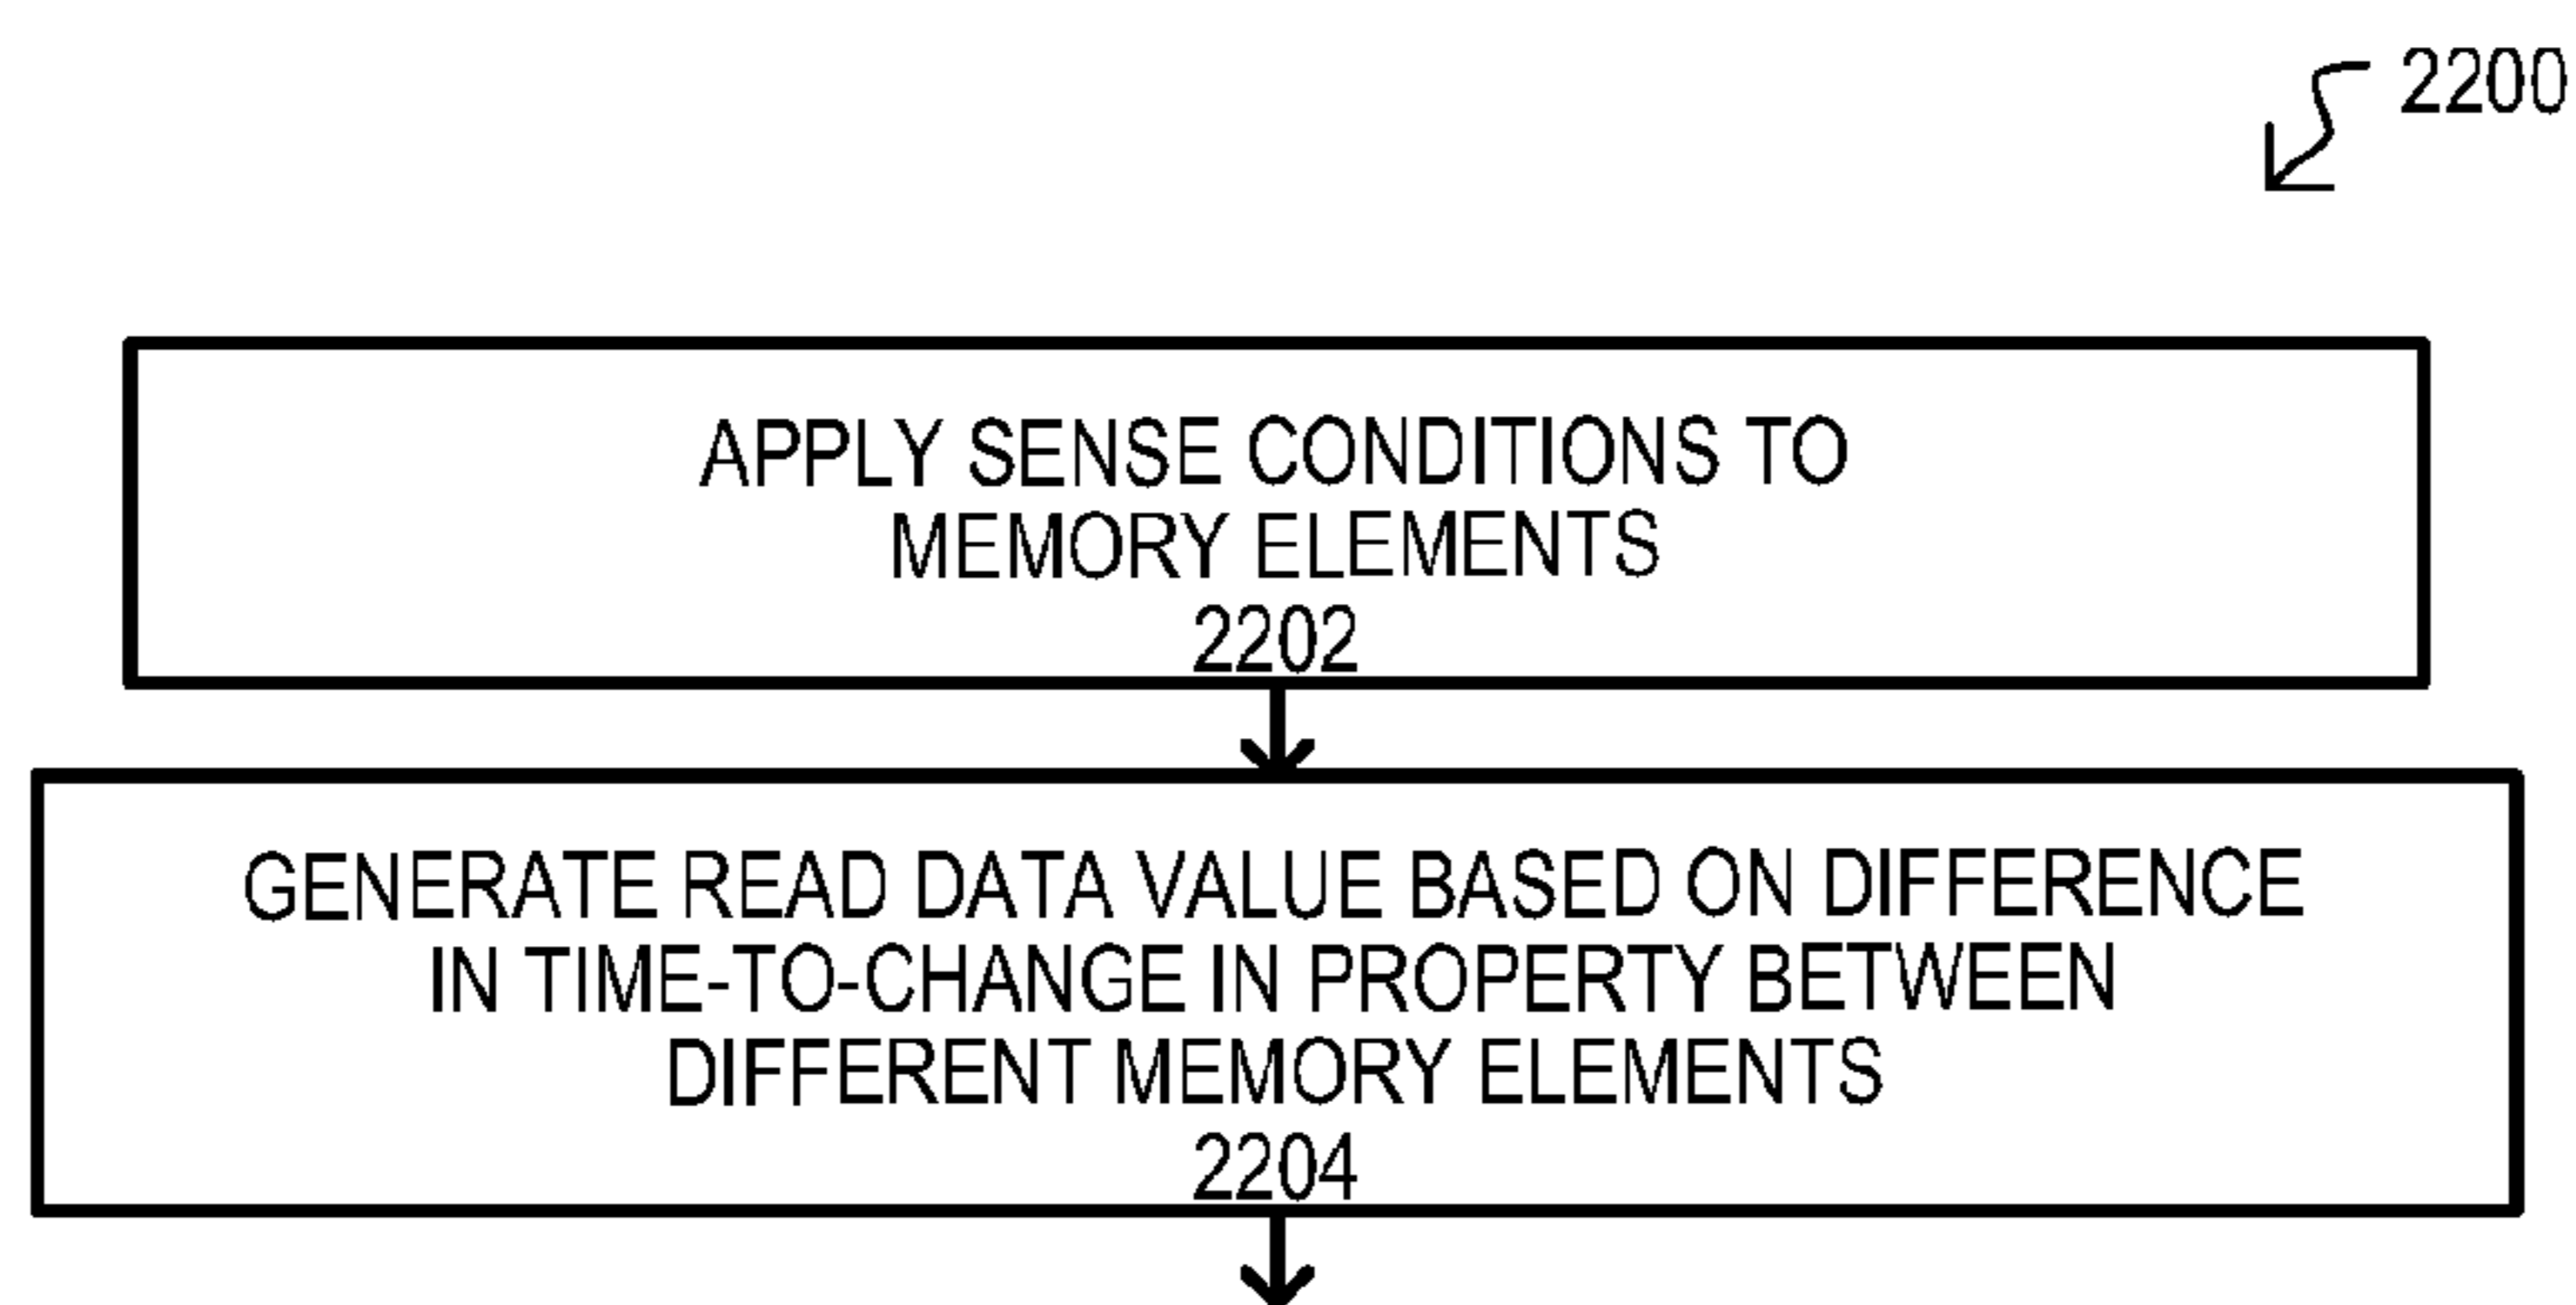 2200
APPLY SENSE CONDITIONS TO
MEMORY ELEMENTS
2202
GENERATE READ DATA VALUE BASED ON DIFFERENCE
IN TIME-TO-CHANGE IN PROPERTY BETWEEN
DIFFERENT MEMORY ELEMENTS
2204